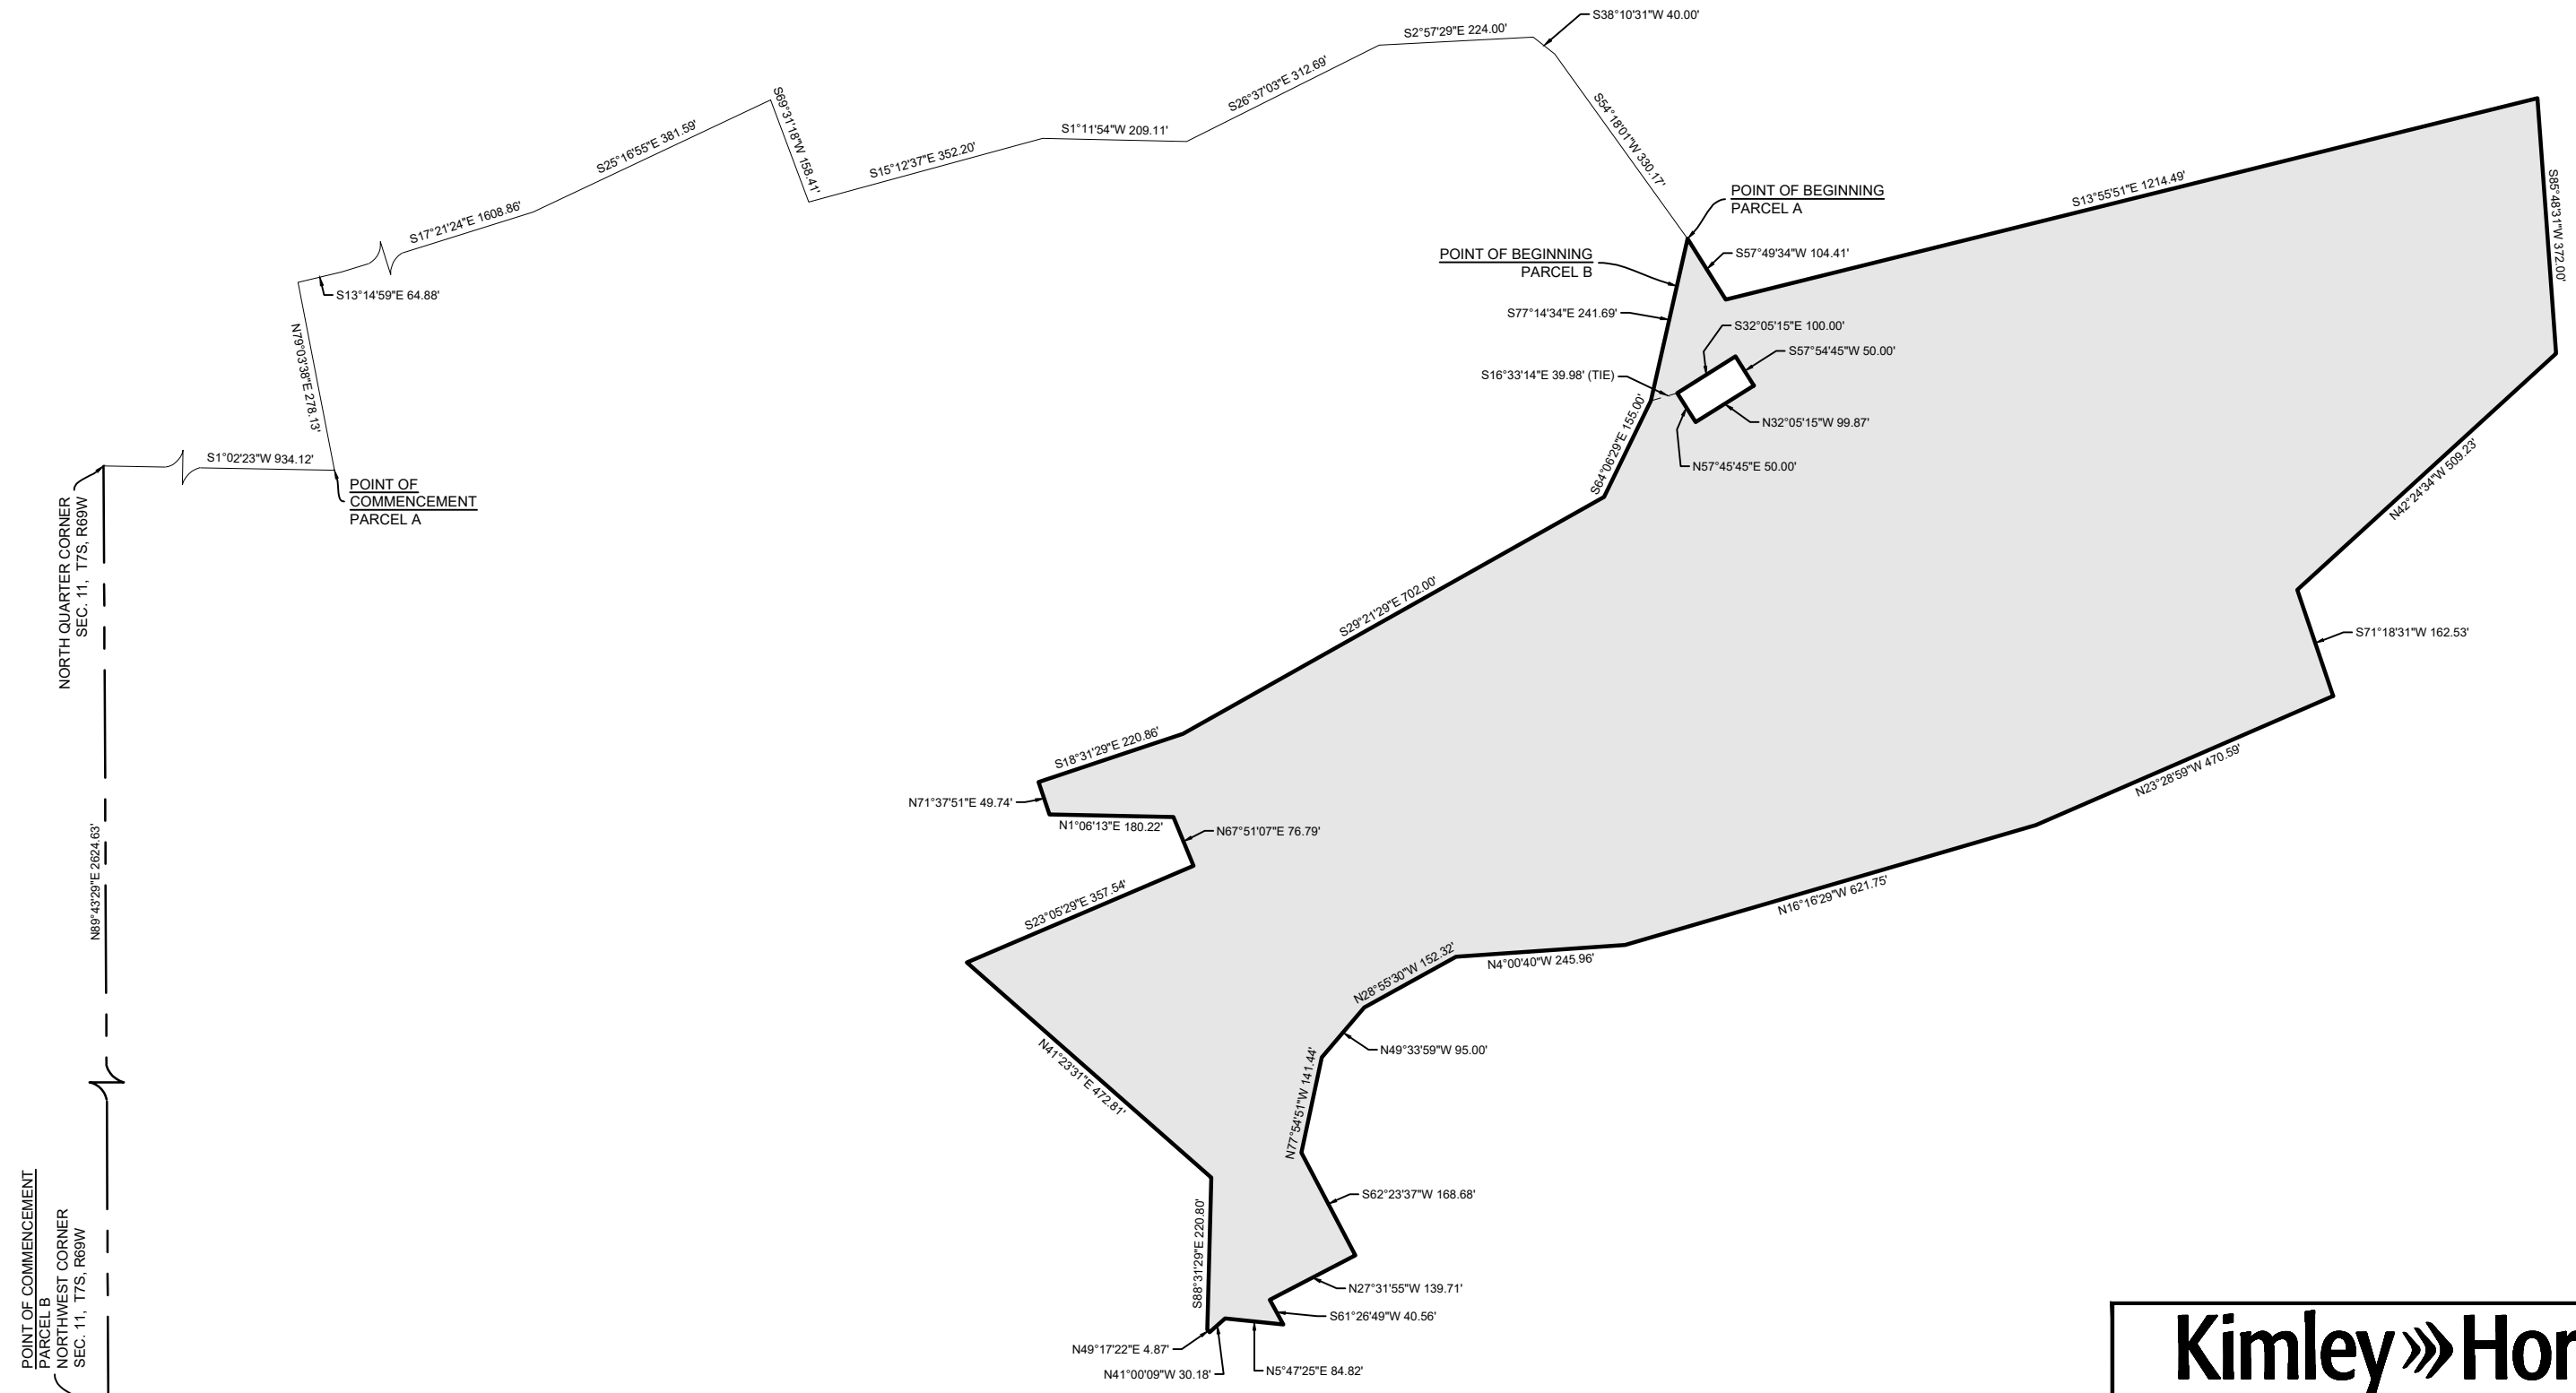 S38°10'31"W 40.00'
S2°57'29"E 224.00'
S26°37'03"E 312.69'
S69°31'18"W 158.41'
S25°16'55"E 381.59'
S54°18'01"W 330.17'
S1°11'54"W 209.11'
S15°12'37"E 352.20'
S17°21'24"E 1608.86'
S13°14'59"E 64.88'
N79°03'38"E 278.13'
S1°02'23"W 934.12'
POINT OF
COMMENCEMENT
PARCEL A
NORTH QUARTER CORNER
SEC. 11, T7S, R69W
N89°43'29"E 2624.63'
POINT OF COMMENCEMENT
PARCEL B
NORTHWEST CORNER
SEC. 11, T7S, R69W
POINT OF BEGINNING
PARCEL A
POINT OF BEGINNING
PARCEL B
S57°49'34"W 104.41'
S13°55'51"E 1214.49'
S85°48'31"W 372.00'
S77°14'34"E 241.69'
S32°05'15"E 100.00'
S57°54'45"W 50.00'
S16°33'14"E 39.98' (TIE)
N32°05'15"W 99.87'
N57°45'45"E 50.00'
S64°06'29"E 155.00'
N42°24'34"W 509.23'
S29°21'29"E 702.00'
S71°18'31"W 162.53'
S18°31'29"E 220.86'
N71°37'51"E 49.74'
N1°06'13"E 180.22'
N67°51'07"E 76.79'
N23°28'59"W 470.59'
S23°05'29"E 357.54'
N16°16'29"W 621.75'
N4°00'40"W 245.96'
N28°55'30"W 152.32'
N49°33'59"W 95.00'
N41°23'31"E 472.81'
N77°54'51"W 141.44'
S62°23'37"W 168.68'
S88°31'29"E 220.80'
N27°31'55"W 139.71'
S61°26'49"W 40.56'
N49°17'22"E 4.87'
N5°47'25"E 84.82'
N41°00'09"W 30.18'
Kimley»Hor